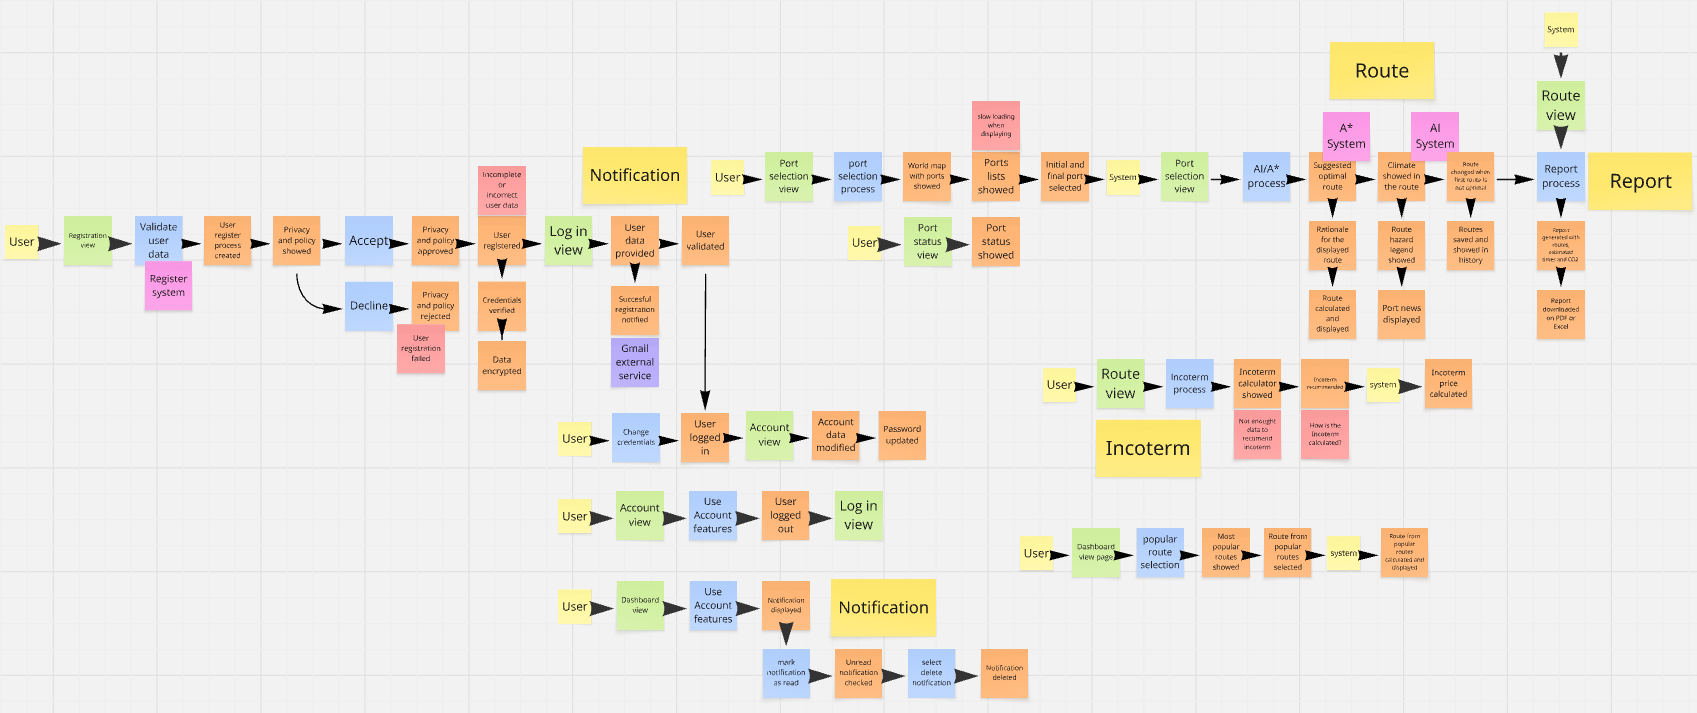 System
Route
Route
view
A*
System
AI
System
slow loading
when
displaying
Notification
User
Port
selection
view
port
selection
process
World map
with ports
showed
Ports
lists
showed
Initial and
final port
selected
System
Port
selection
view
AI/A*
process
Suggested
optimal
route
Climate
showed in
the route
Route
changed when
first route is
not optimal
Report
process
Report
Incomplete
or
incorrect
user data
User
Registration
view
Validate
user
data
Register
system
User
register
process
created
Privacy
and policy
showed
Accept
Privacy
and policy
approved
User
registered
Log in
view
User
data
provided
User
validated
User
Port
status
view
Port
status
showed
Rationale
for the
displayed
route
Route
hazard
legend
showed
Routes
saved and
showed in
history
Report
generated with
routes,
estimated
times and CO2
Decline
Privacy
and policy
rejected
User
registration
failed
Credentials
verified
Data
encrypted
Succesful
registration
notified
Gmail
external
service
Route
calculated
and
displayed
Port news
displayed
Report
downloaded
on PDF or
Excel
User
Route
view
Incoterm
process
Incoterm
calculator
showed
Incoterm
recommended
system
Incoterm
price
calculated
Not enought
data to
recomend
incoterm
How is the
Incoterm
calculated?
Incoterm
User
Change
credentials
User
logged
in
Account
view
Account
data
modified
Password
updated
User
Account
view
Use
Account
features
User
logged
out
Log in
view
User
Dashboard
view page
popular
route
selection
Most
popular
routes
showed
Route from
popular
routes
selected
system
Route from
popular
routes
calculated and
displayed
User
Dashboard
view
Use
Account
features
Notification
displayed
Notification
mark
notification
as read
Unread
notification
checked
select
delete
notification
Notification
deleted